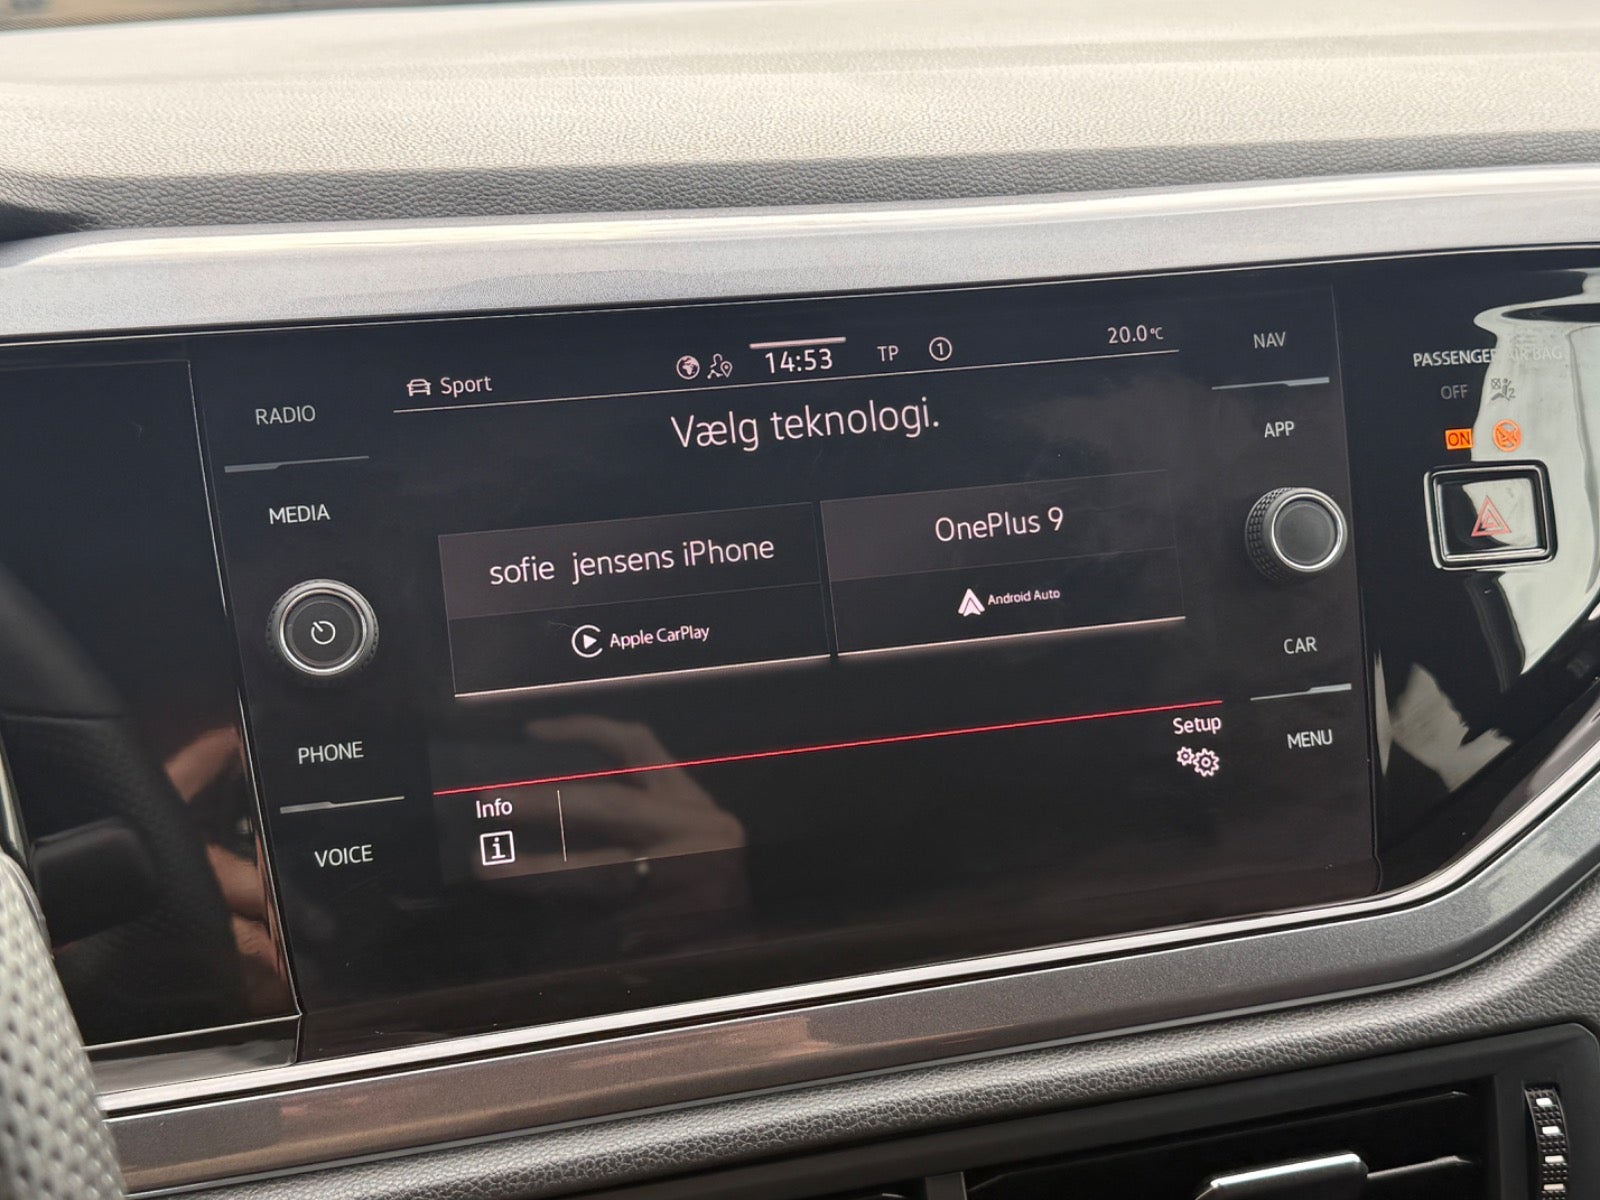 Sport
14:53
TP
1
20.0°C
Vælg teknologi.
sofie jensens iPhone
Apple CarPlay
OnePlus 9
Android Auto
Setup
Info
i
RADIO
MEDIA
PHONE
VOICE
NAV
APP
CAR
MENU
PASSENGER AIR BAG
OFF
ON